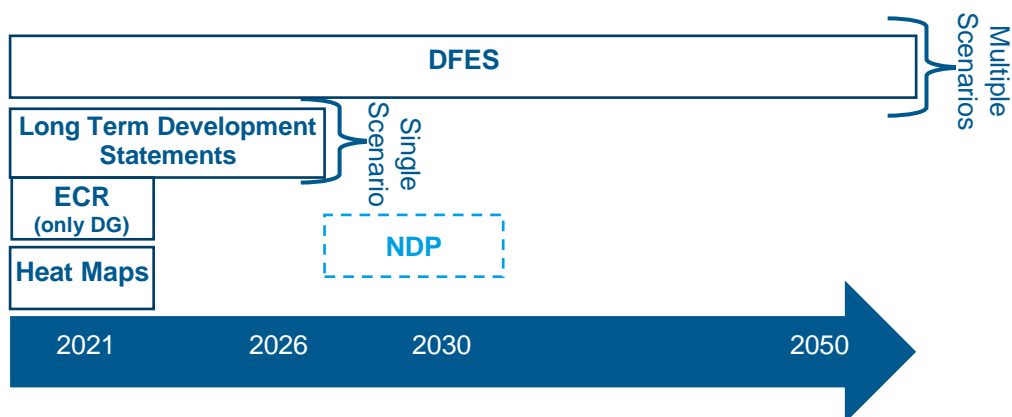 DFES
Multiple
Scenarios
Long Term Development
Statements
Single
Scenario
ECR
(only DG)
NDP
Heat Maps
2021
2026
2030
2050